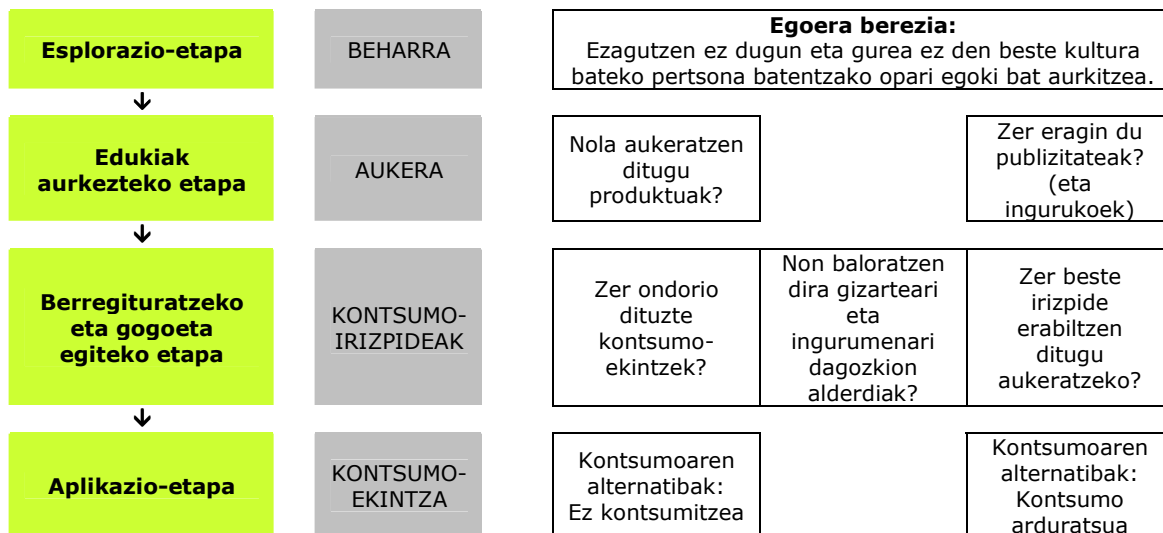 Esplorazio-etapa
BEHARRA
Egoera berezia:
Ezagutzen ez dugun eta gurea ez den beste kultura
bateko pertsona batentzako opari egoki bat aurkitzea.
Edukiak
aurkezteko etapa
AUKERA
Nola aukeratzen
ditugu
produktuak?
Zer eragin du
publizitateak?
(eta
ingurukoek)
Berregituratzeko
eta gogoeta
egiteko etapa
KONTSUMO-
IRIZPIDEAK
Zer ondorio
dituzte
kontsumo-
ekintzek?
Non baloratzen
dira gizarteari
eta
ingurumenari
dagozkion
alderdiak?
Zer beste
irizpide
erabiltzen
ditugu
aukeratzeko?
Aplikazio-etapa
KONTSUMO-
EKINTZA
Kontsumoaren
alternatibak:
Ez kontsumitzea
Kontsumoaren
alternatibak:
Kontsumo
arduratsua